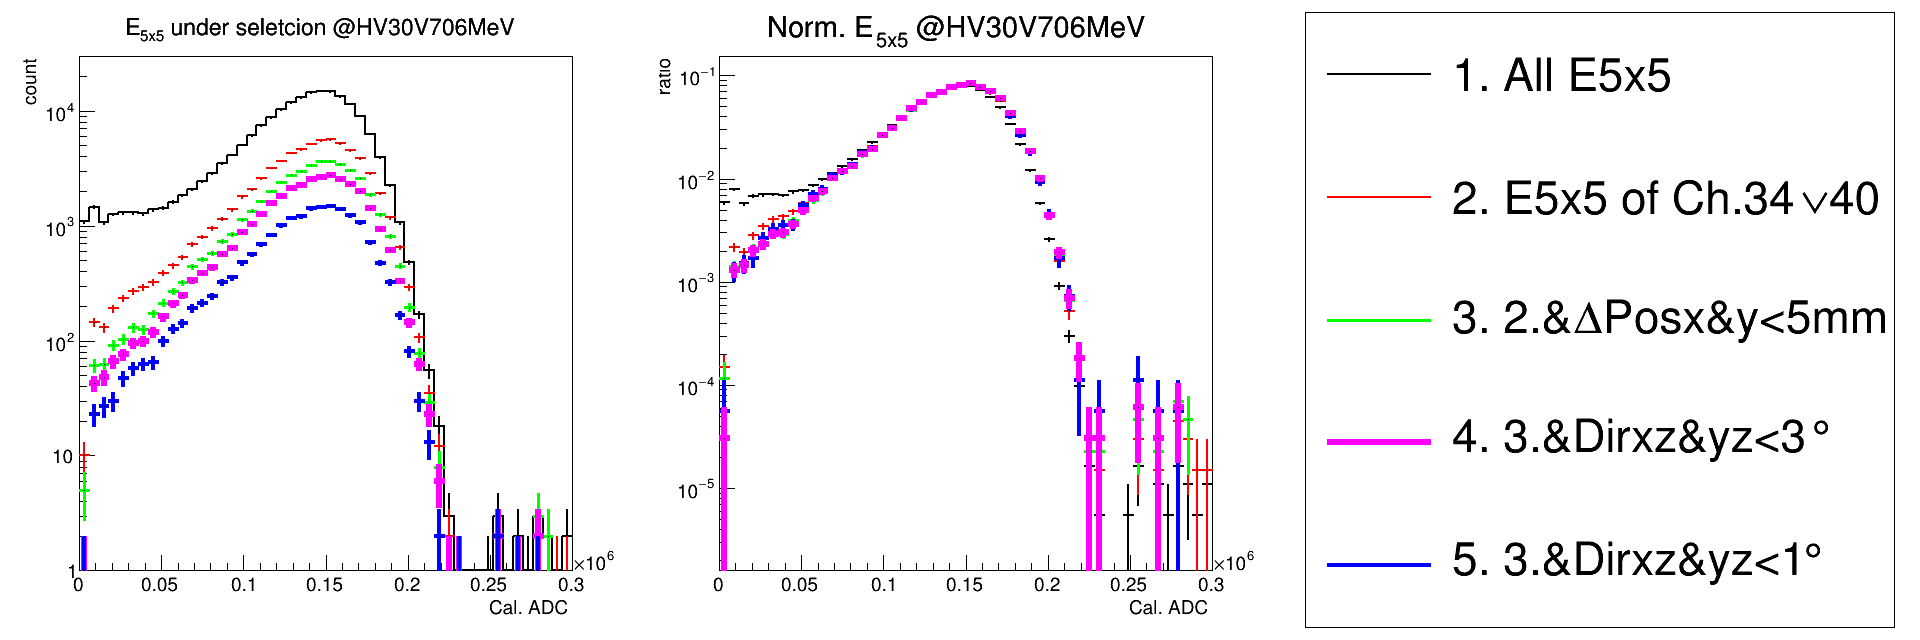 E5x5 under seletcion @HV30V706MeV
count
10^4
10^3
10^2
10
1
0 0.05 0.1 0.15 0.2 0.25 0.3
×10^6
Cal. ADC
Norm. E5x5 @HV30V706MeV
ratio
10^−1
10^−2
10^−3
10^−4
10^−5
0 0.05 0.1 0.15 0.2 0.25 0.3
×10^6
Cal. ADC
1. All E5x5
2. E5x5 of Ch.34∨40
3. 2.&ΔPosx&y<5mm
4. 3.&Dirxz&yz<3°
5. 3.&Dirxz&yz<1°